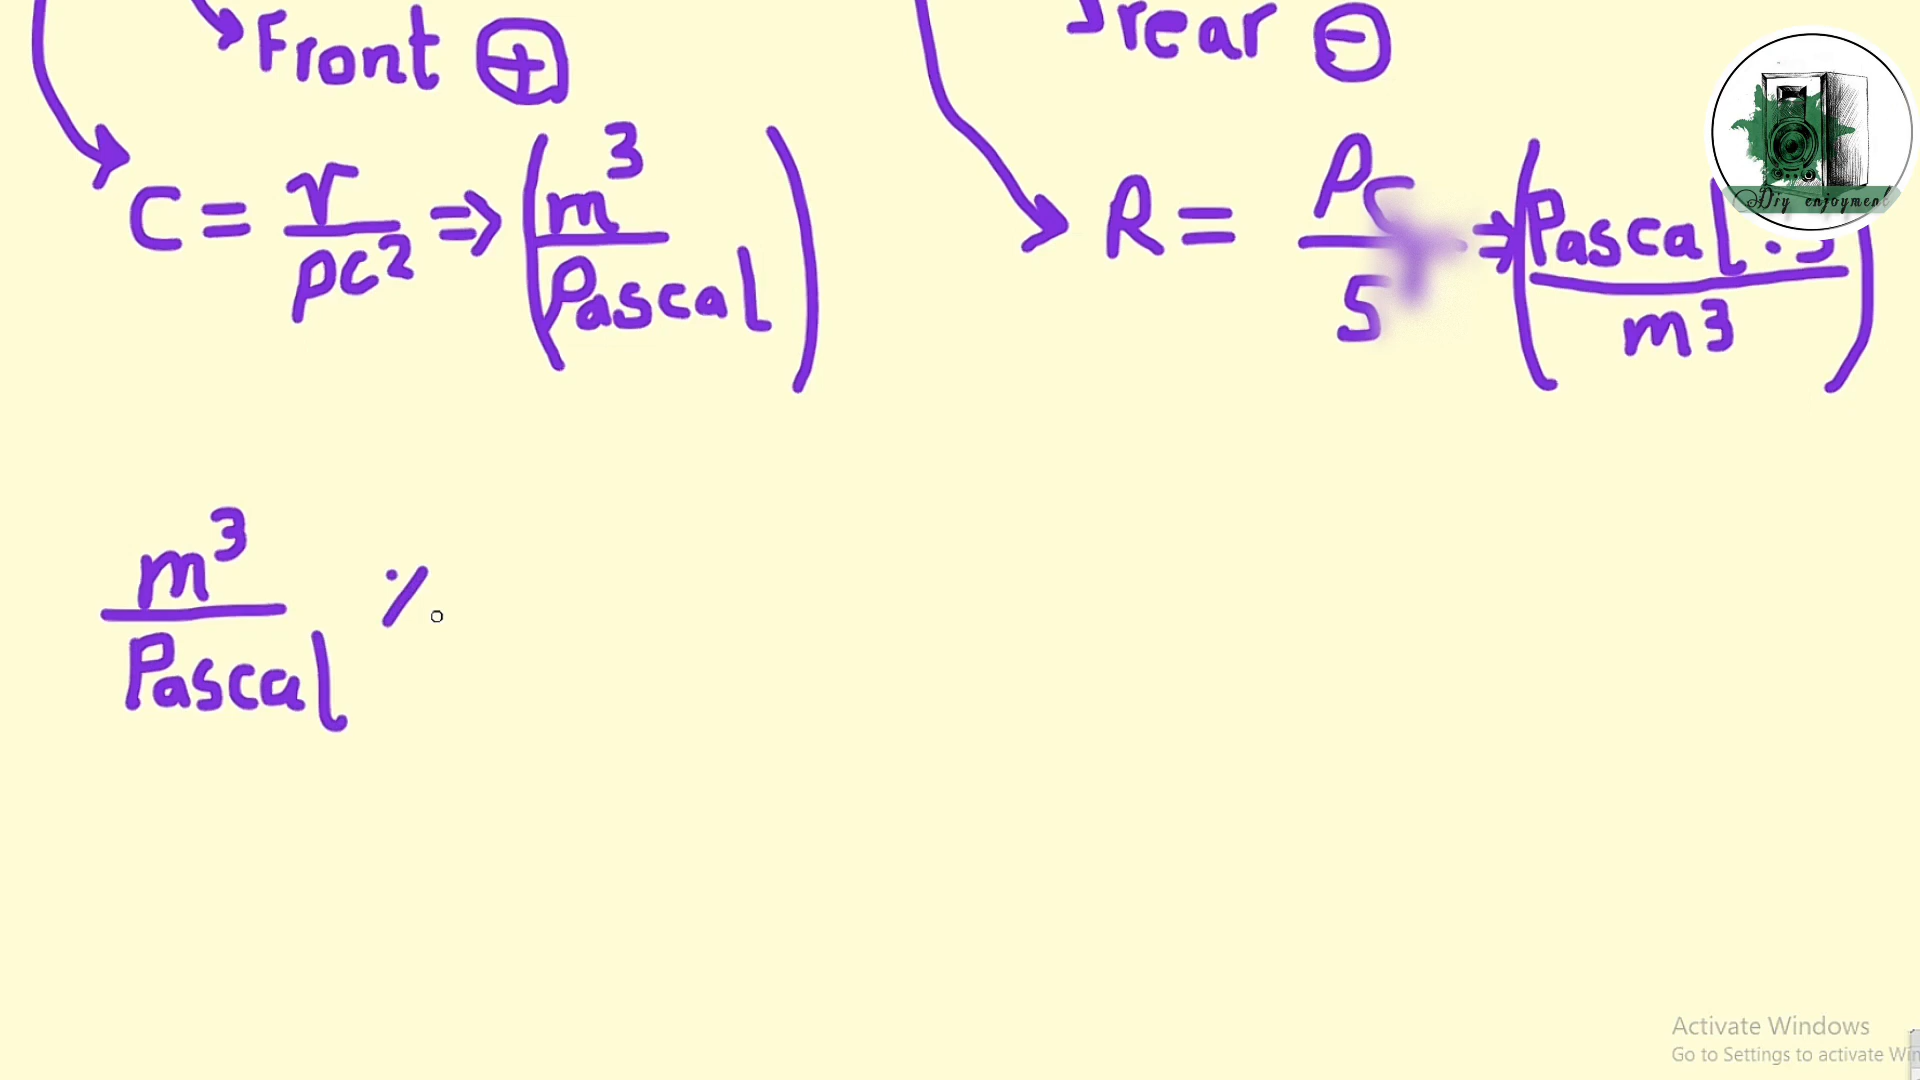 Front ⊕
rear ⊖
C = v/ρc² ⇒ (m³/Pascal)
R = ρc/S ⇒ (Pascal · s/m³)
Diy enjoyment
m³/Pascal ٪
Activate Windows
Go to Settings to activate Win